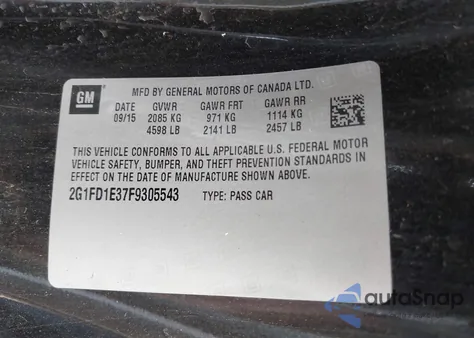 GM
MFD BY GENERAL MOTORS OF CANADA LTD.
DATE GVWR GAWR FRT GAWR RR
09/15 2085 KG 971 KG 1114 KG
4598 LB 2141 LB 2457 LB
THIS VEHICLE CONFORMS TO ALL APPLICABLE U.S. FEDERAL MOTOR
VEHICLE SAFETY, BUMPER, AND THEFT PREVENTION STANDARDS IN
EFFECT ON THE DATE OF MANUFACTURE SHOWN ABOVE.
2G1FD1E37F9305543 TYPE: PASS CAR
autoSnap